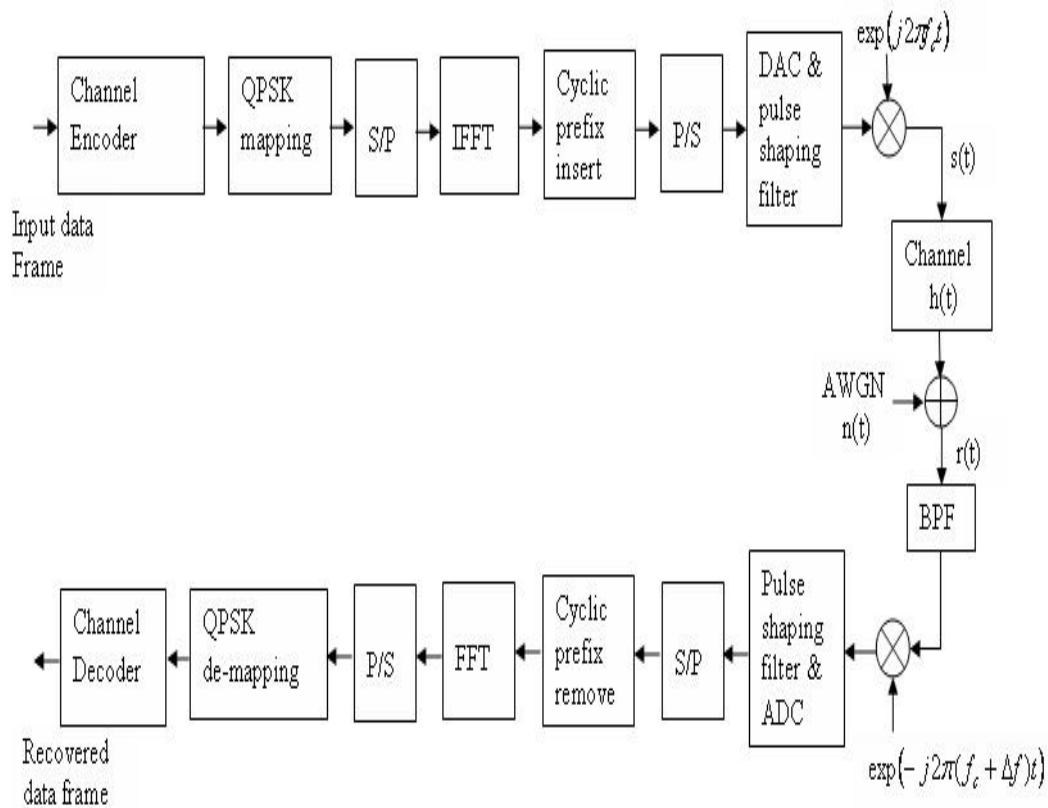 exp(j2πf_c t)
Channel
Encoder
QPSK
mapping
S/P
IFFT
Cyclic
prefix
insert
P/S
DAC &
pulse
shaping
filter
s(t)
Input data
Frame
Channel
h(t)
AWGN
n(t)
r(t)
BPF
Channel
Decoder
QPSK
de-mapping
P/S
FFT
Cyclic
prefix
remove
S/P
Pulse
shaping
filter &
ADC
Recovered
data frame
exp(- j2π(f_c + Δf)t)